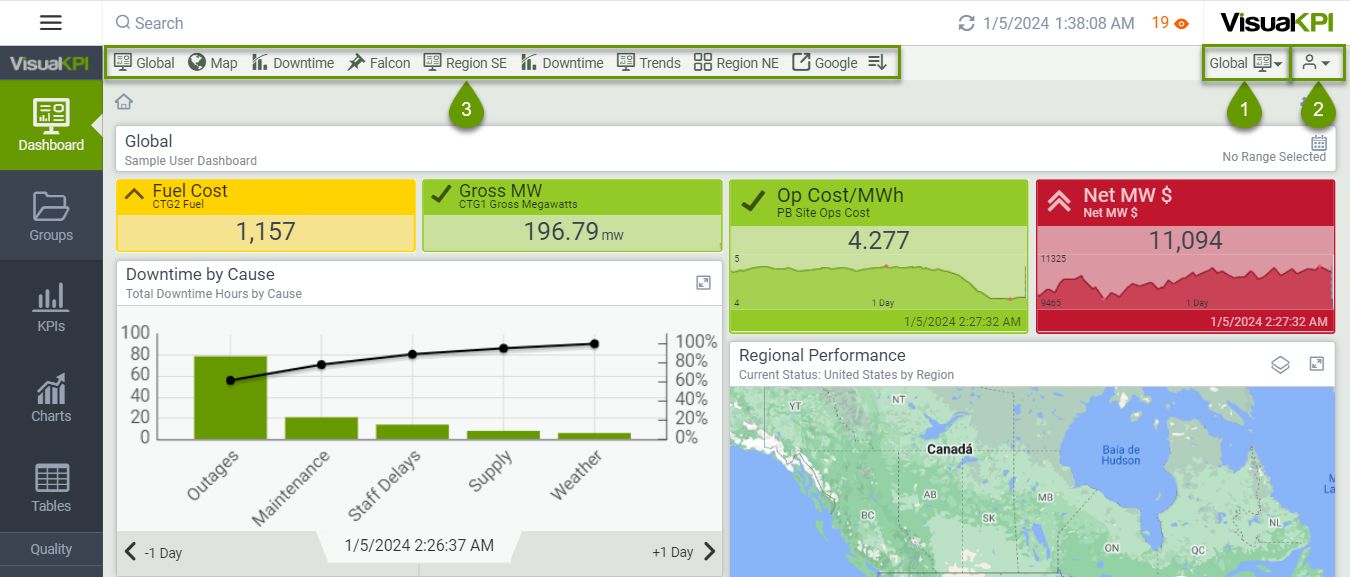 Search
1/5/2024 1:38:08 AM
19
VisualKPI
VisualKPI
Global
Map
Downtime
Falcon
Region SE
Downtime
Trends
Region NE
Google
Global
3
1
2
Dashboard
Groups
KPIs
Charts
Tables
Quality
Global
Sample User Dashboard
No Range Selected
Fuel Cost
CTG2 Fuel
1,157
Gross MW
CTG1 Gross Megawatts
196.79 mw
Op Cost/MWh
PB Site Ops Cost
4.277
5
4
1 Day
1/5/2024 2:27:32 AM
Net MW $
Net MW $
11,094
11325
9465
1 Day
1/5/2024 2:27:32 AM
Downtime by Cause
Total Downtime Hours by Cause
100
80
60
40
20
0
100%
80%
60%
40%
20%
0%
Outages
Maintenance
Staff Delays
Supply
Weather
-1 Day
1/5/2024 2:26:37 AM
+1 Day
Regional Performance
Current Status: United States by Region
YT
NT
Canadá
Baía de
Hudson
AB
MB
BC
SK
NL
ON
QC